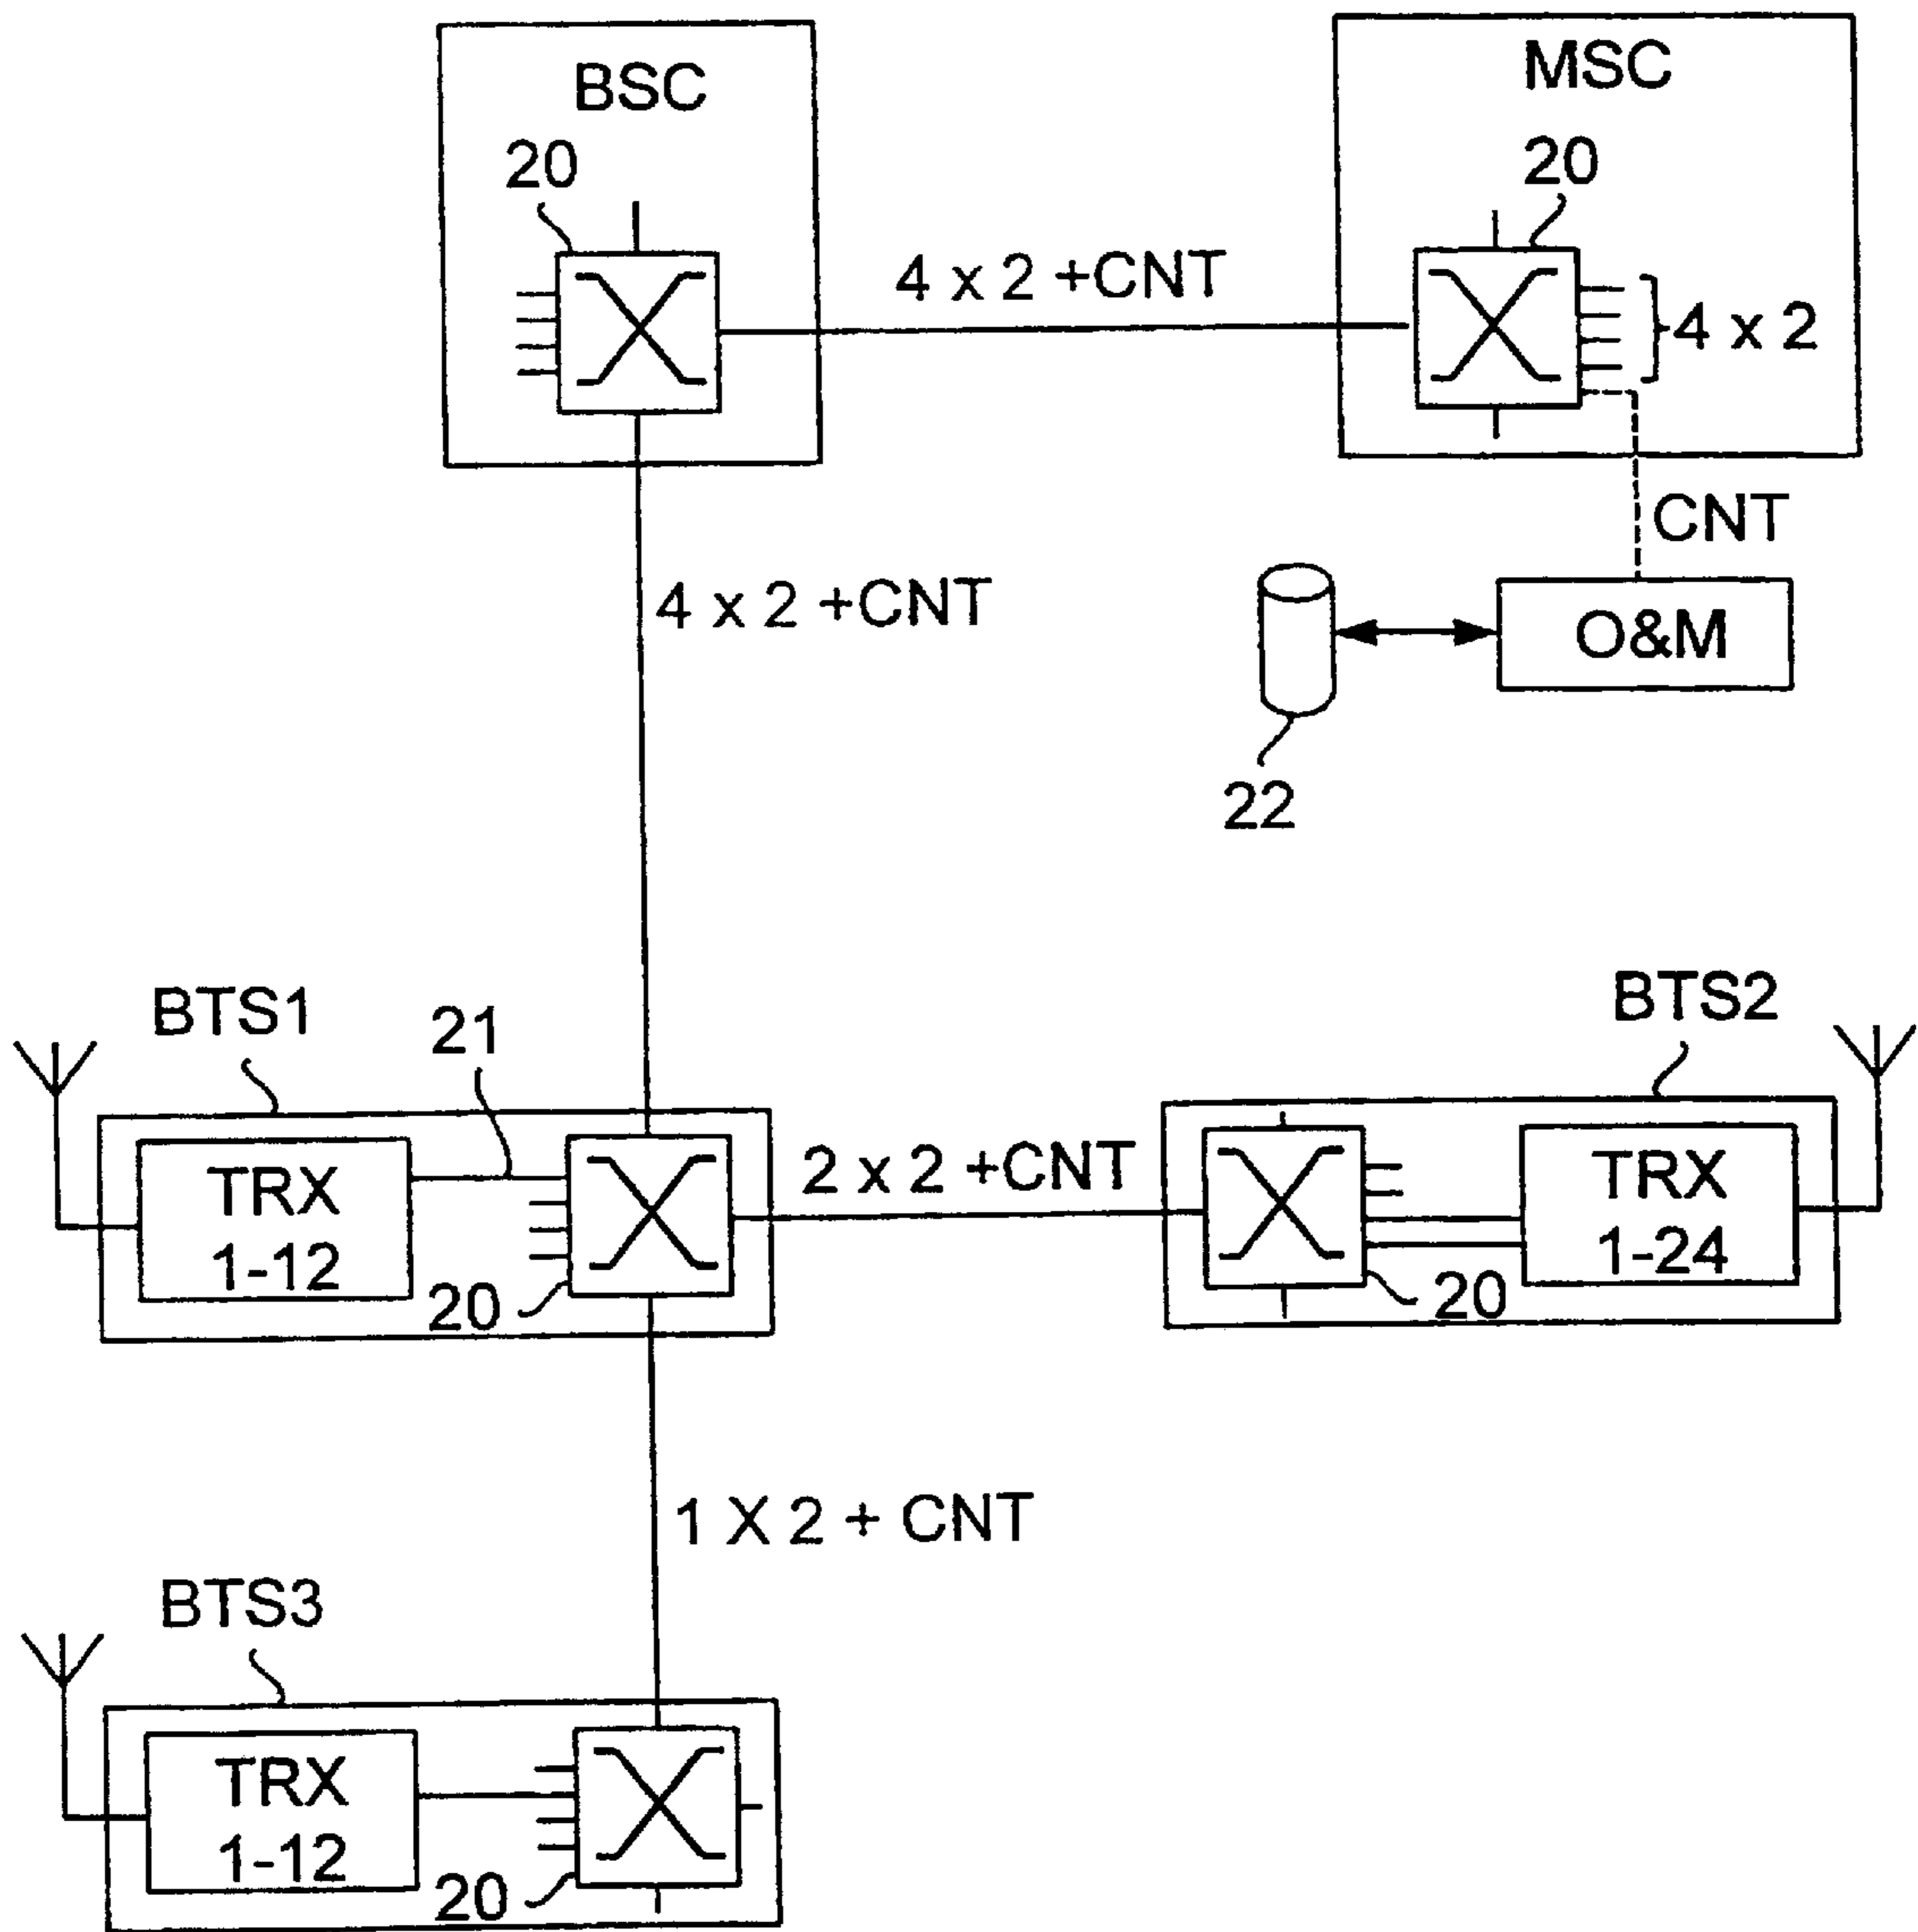 BSC
MSC
20
20
4 x 2 +CNT
4 x 2
CNT
4 x 2 +CNT
O&M
22
BTS1
21
BTS2
TRX
1-12
2 x 2 +CNT
TRX
1-24
20
20
1 X 2 + CNT
BTS3
TRX
1-12
20